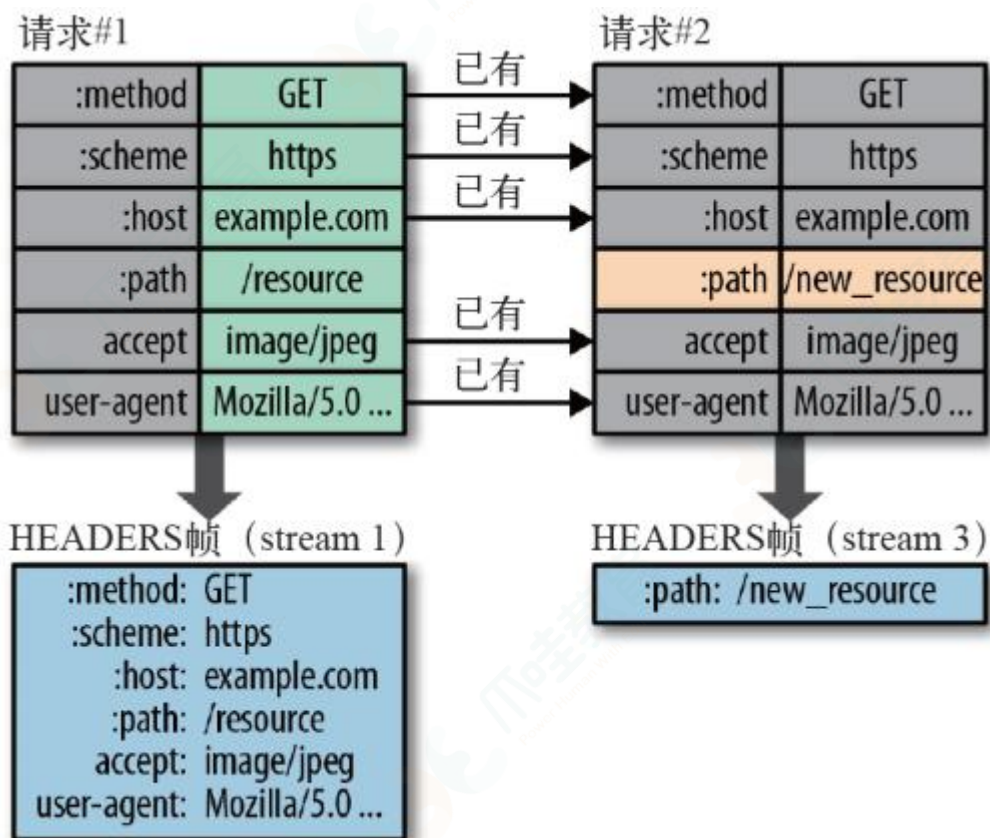 请求#1
:method GET
:scheme https
:host example.com
:path /resource
accept image/jpeg
user-agent Mozilla/5.0 ...
已有
已有
已有
已有
已有
请求#2
:method GET
:scheme https
:host example.com
:path /new_resource
accept image/jpeg
user-agent Mozilla/5.0 ...
HEADERS帧（stream 1）
:method: GET
:scheme: https
:host: example.com
:path: /resource
accept: image/jpeg
user-agent: Mozilla/5.0 ...
HEADERS帧（stream 3）
:path: /new_resource